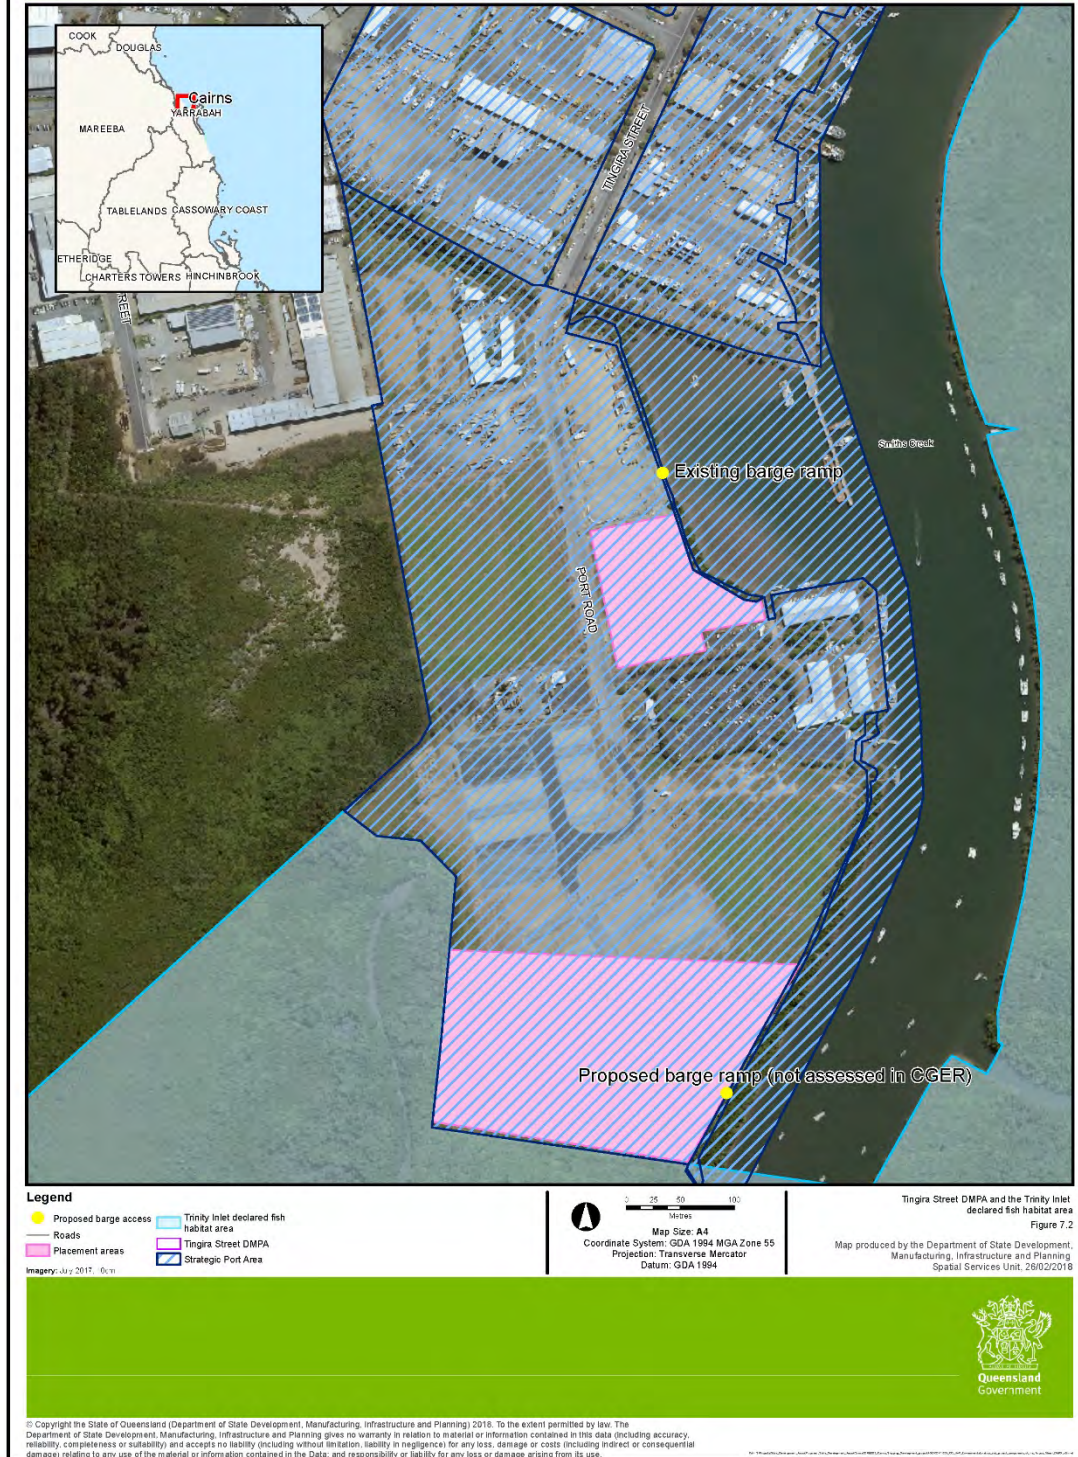 COOK
DOUGLAS
Cairns
YARRABAH
MAREEBA
TABLELANDS
CASSOWARY COAST
ETHERIDGE
CHARTERS TOWERS
HINCHINBROOK
TINGIRA STREET
REET
Smiths Creek
Existing barge ramp
PORT ROAD
Proposed barge ramp (not assessed in CGER)
Legend
Proposed barge access
Roads
Placement areas
Trinity Inlet declared fish
habitat area
Tingira Street DMPA
Strategic Port Area
Imagery: July 2017, 10cm
0 25 50 100
Metres
Map Size: A4
Coordinate System: GDA 1994 MGA Zone 55
Projection: Transverse Mercator
Datum: GDA 1994
Tingira Street DMPA and the Trinity Inlet
declared fish habitat area
Figure 7.2
Map produced by the Department of State Development,
Manufacturing, Infrastructure and Planning
Spatial Services Unit, 26/02/2018
Queensland
Government
© Copyright the State of Queensland (Department of State Development, Manufacturing, Infrastructure and Planning) 2018. To the extent permitted by law. The
Department of State Development, Manufacturing, Infrastructure and Planning gives no warranty in relation to material or information contained in this data (including accuracy,
reliability, completeness or suitability) and accepts no liability (including without limitation, liability in negligence) for any loss, damage or costs (including indirect or consequential
damage) relating to any use of the material or information contained in the Data; and responsibility or liability for any loss or damage arising from its use.